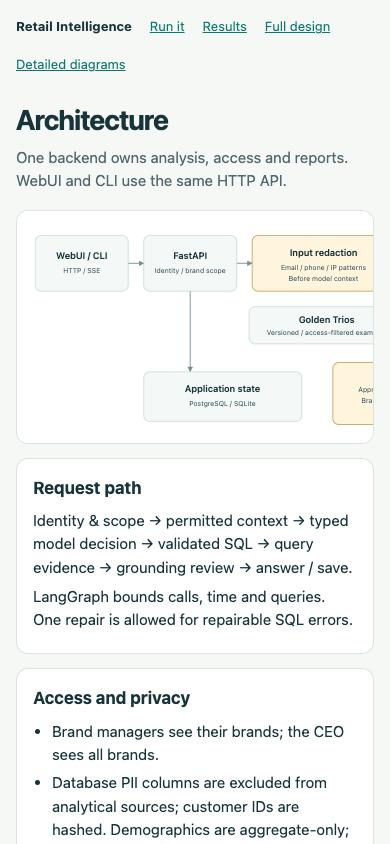 Retail Intelligence Run it Results Full design
Detailed diagrams
Architecture
One backend owns analysis, access and reports.
WebUI and CLI use the same HTTP API.
WebUI / CLI
HTTP / SSE
FastAPI
Identity / brand scope
Input redaction
Email / phone / IP patterns
Before model context
Golden Trios
Versioned / access-filtered
Application state
PostgreSQL / SQLite
Request path
Identity & scope → permitted context → typed
model decision → validated SQL → query
evidence → grounding review → answer / save.
LangGraph bounds calls, time and queries.
One repair is allowed for repairable SQL errors.
Access and privacy
• Brand managers see their brands; the CEO
sees all brands.
• Database PII columns are excluded from
analytical sources; customer IDs are
hashed. Demographics are aggregate-only;